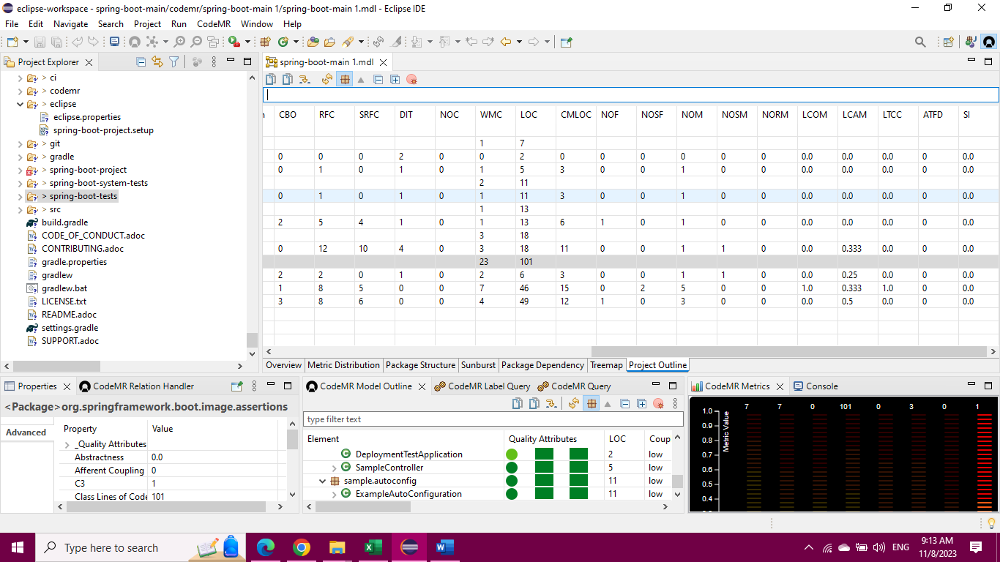 eclipse-workspace - spring-boot-main/codemr/spring-boot-main 1/spring-boot-main 1.mdl - Eclipse IDE
File Edit Navigate Search Project Run CodeMR Window Help
Project Explorer
> ci
> codemr
> eclipse
eclipse.properties
spring-boot-project.setup
> git
> gradle
> spring-boot-project
> spring-boot-system-tests
> spring-boot-tests
> src
build.gradle
CODE_OF_CONDUCT.adoc
CONTRIBUTING.adoc
gradle.properties
gradlew
gradlew.bat
LICENSE.txt
README.adoc
settings.gradle
SUPPORT.adoc
spring-boot-main 1.mdl
CBO RFC SRFC DIT NOC WMC LOC CMLOC NOF NOSF NOM NOSM NORM LCOM LCAM LTCC ATFD SI
1 7
0 0 0 2 0 0 2 0 0 0 0 0 0 0.0 0.0 0.0 0 0.0
0 1 0 1 0 1 5 3 0 0 1 0 0 0.0 0.0 0.0 0 0.0
2 11
0 1 0 1 0 1 11 3 0 0 1 0 0 0.0 0.0 0.0 0 0.0
1 13
2 5 4 1 0 1 13 6 1 0 1 0 0 0.0 0.0 0.0 0 0.0
3 18
0 12 10 4 0 3 18 11 0 0 1 1 0 0.0 0.333 0.0 0 0.0
23 101
2 2 0 1 0 2 6 3 0 0 1 1 0 0.0 0.25 0.0 0 0.0
1 8 5 0 0 7 46 15 0 2 5 0 0 1.0 0.333 1.0 0 0.0
3 8 6 0 0 4 49 12 1 0 3 0 0 0.0 0.5 0.0 0 0.0
Overview Metric Distribution Package Structure Sunburst Package Dependency Treemap Project Outline
Properties CodeMR Relation Handler
<Package>org.springframework.boot.image.assertions
Advanced
Property Value
_Quality Attributes
Abstractness 0.0
Afferent Coupling 0
C3 1
Class Lines of Code 101
CodeMR Model Outline CodeMR Label Query CodeMR Query
type filter text
Element Quality Attributes LOC Coup
DeploymentTestApplication 2 low
SampleController 5 low
sample.autoconfig 11 low
ExampleAutoConfiguration 11 low
CodeMR Metrics Console
7 7 0 101 0 3 0 1
Metric Value
1.0
0.9
0.8
0.7
0.6
0.5
0.4
Type here to search
ENG
9:13 AM
11/8/2023